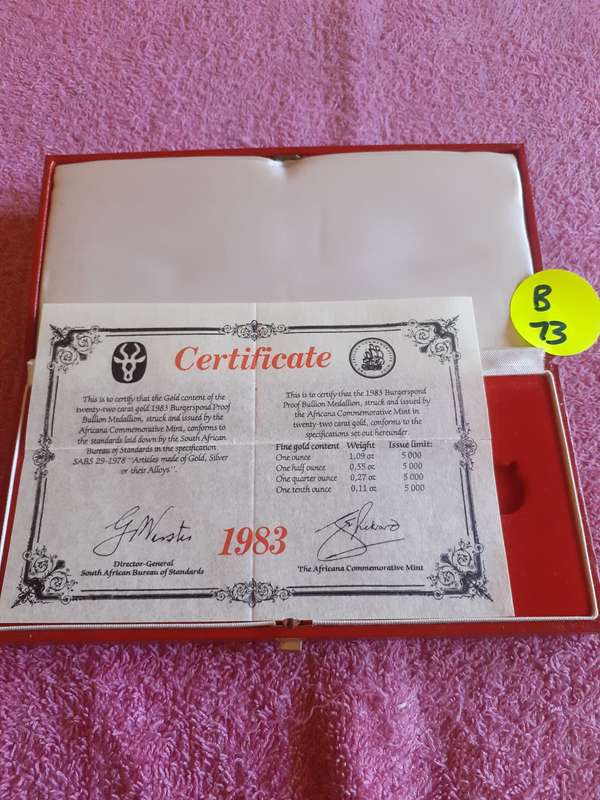 B
73
Certificate
This is to certify that the Gold content of the
twenty-two carat gold 1983 Burgerspond Proof
Bullion Medallion, struck and issued by the
Africana Commemorative Mint, conforms to
the standards laid down by the South African
Bureau of Standards in the specification
SABS 29-1978 "Articles made of Gold, Silver
or their Alloys".
Director-General
South African Bureau of Standards
1983
This is to certify that the 1983 Burgerspond
Proof Bullion Medallion, struck and issued by
the Africana Commemorative Mint in
twenty-two carat gold, conforms to the
specifications set out hereunder
Fine gold content Weight Issue limit:
One ounce 1,09 oz 5 000
One half ounce 0,55 oz 5 000
One quarter ounce 0,27 oz 5 000
One tenth ounce 0,11 oz 5 000
The Africana Commemorative Mint